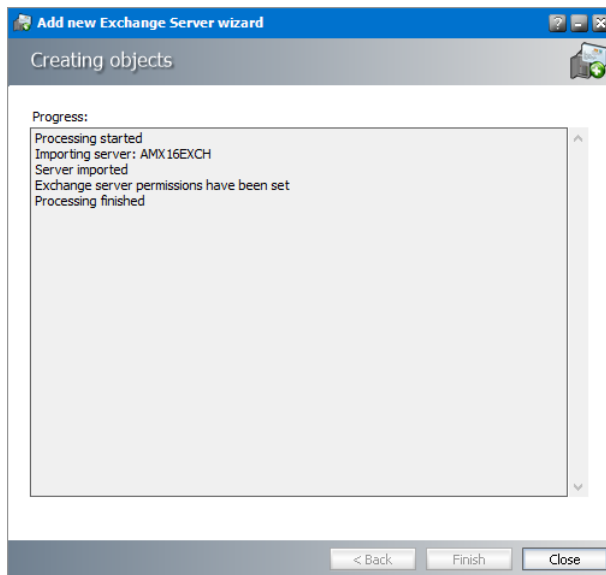 Add new Exchange Server wizard
Creating objects
Progress:
Processing started
Importing server: AMX16EXCH
Server imported
Exchange server permissions have been set
Processing finished
< Back
Finish
Close